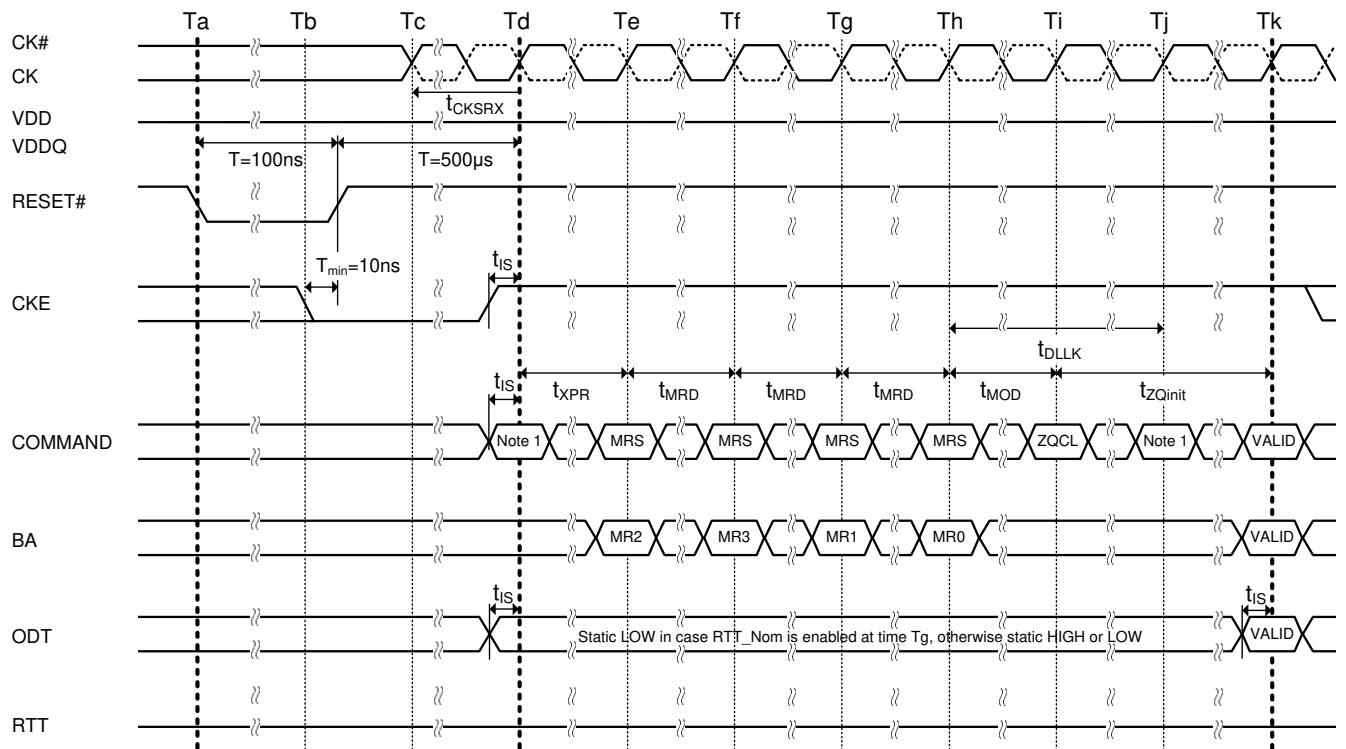 Ta Tb Tc Td Te Tf Tg Th Ti Tj Tk
CK#
CK
tCKSRX
VDD
VDDQ
T=100ns T=500µs
RESET#
Tmin=10ns tIS
CKE
tDLLK
tIS tXPR tMRD tMRD tMRD tMOD tZQinit
COMMAND Note 1 MRS MRS MRS MRS ZQCL Note 1 VALID
BA MR2 MR3 MR1 MR0 VALID
tIS tIS
ODT Static LOW in case RTT_Nom is enabled at time Tg, otherwise static HIGH or LOW VALID
RTT